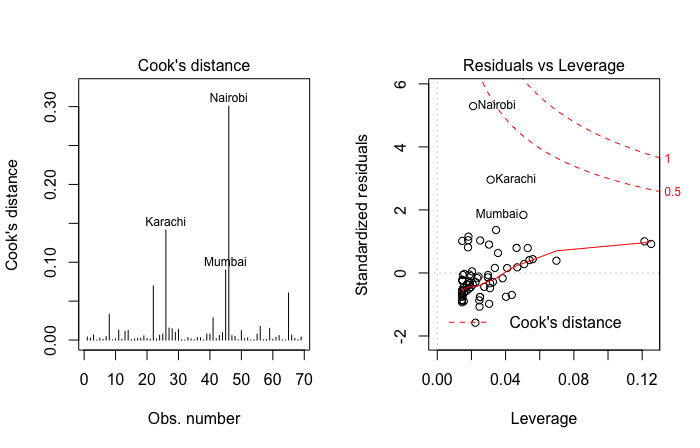 Cook's distance
Cook's distance
0.30
0.20
0.10
0.00
Nairobi
Karachi
Mumbai
0 10 20 30 40 50 60 70
Obs. number
Residuals vs Leverage
Standardized residuals
6
4
2
0
-2
Nairobi
Karachi
Mumbai
1
0.5
Cook's distance
0.00 0.04 0.08 0.12
Leverage